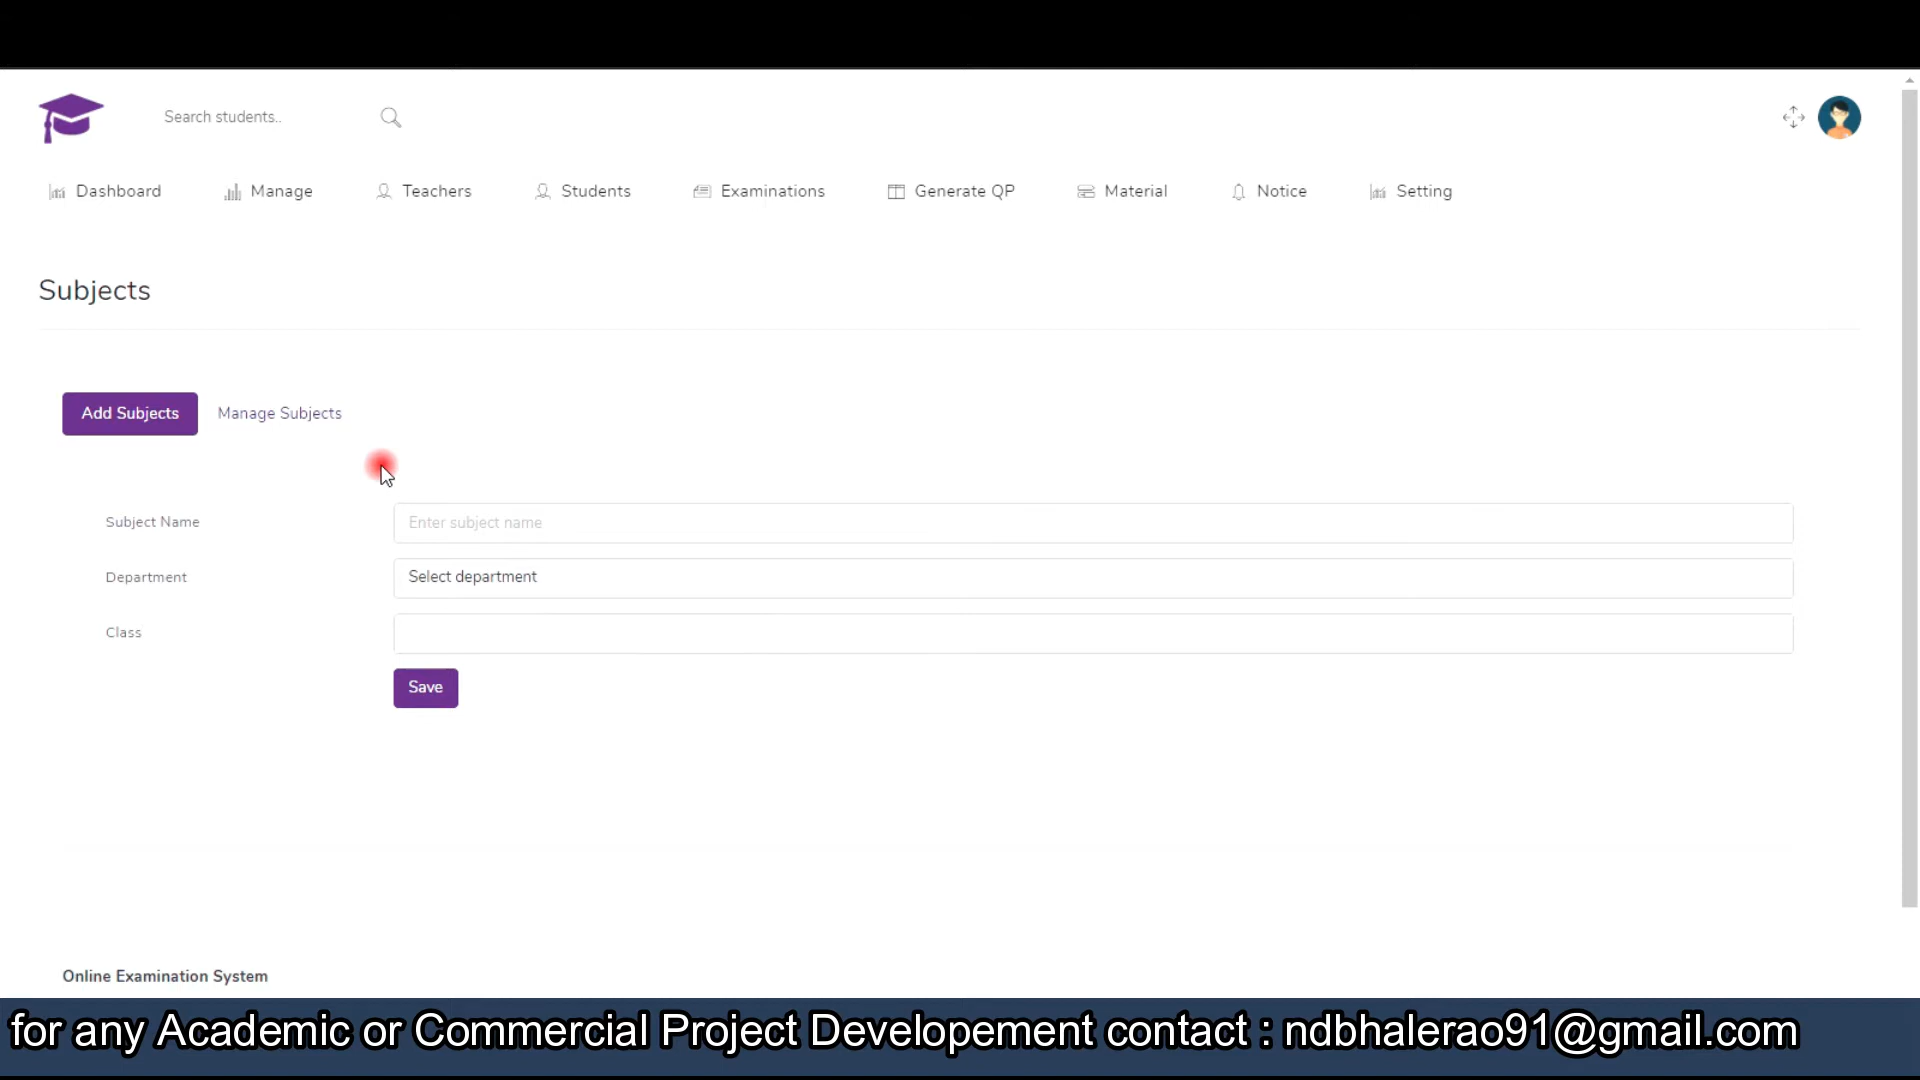 Search students..
Dashboard Manage Teachers Students Examinations Generate QP Material Notice Setting
Subjects
Add Subjects Manage Subjects
Subject Name Enter subject name
Department Select department
Class
Save
Online Examination System
for any Academic or Commercial Project Developement contact : ndbhalerao91@gmail.com